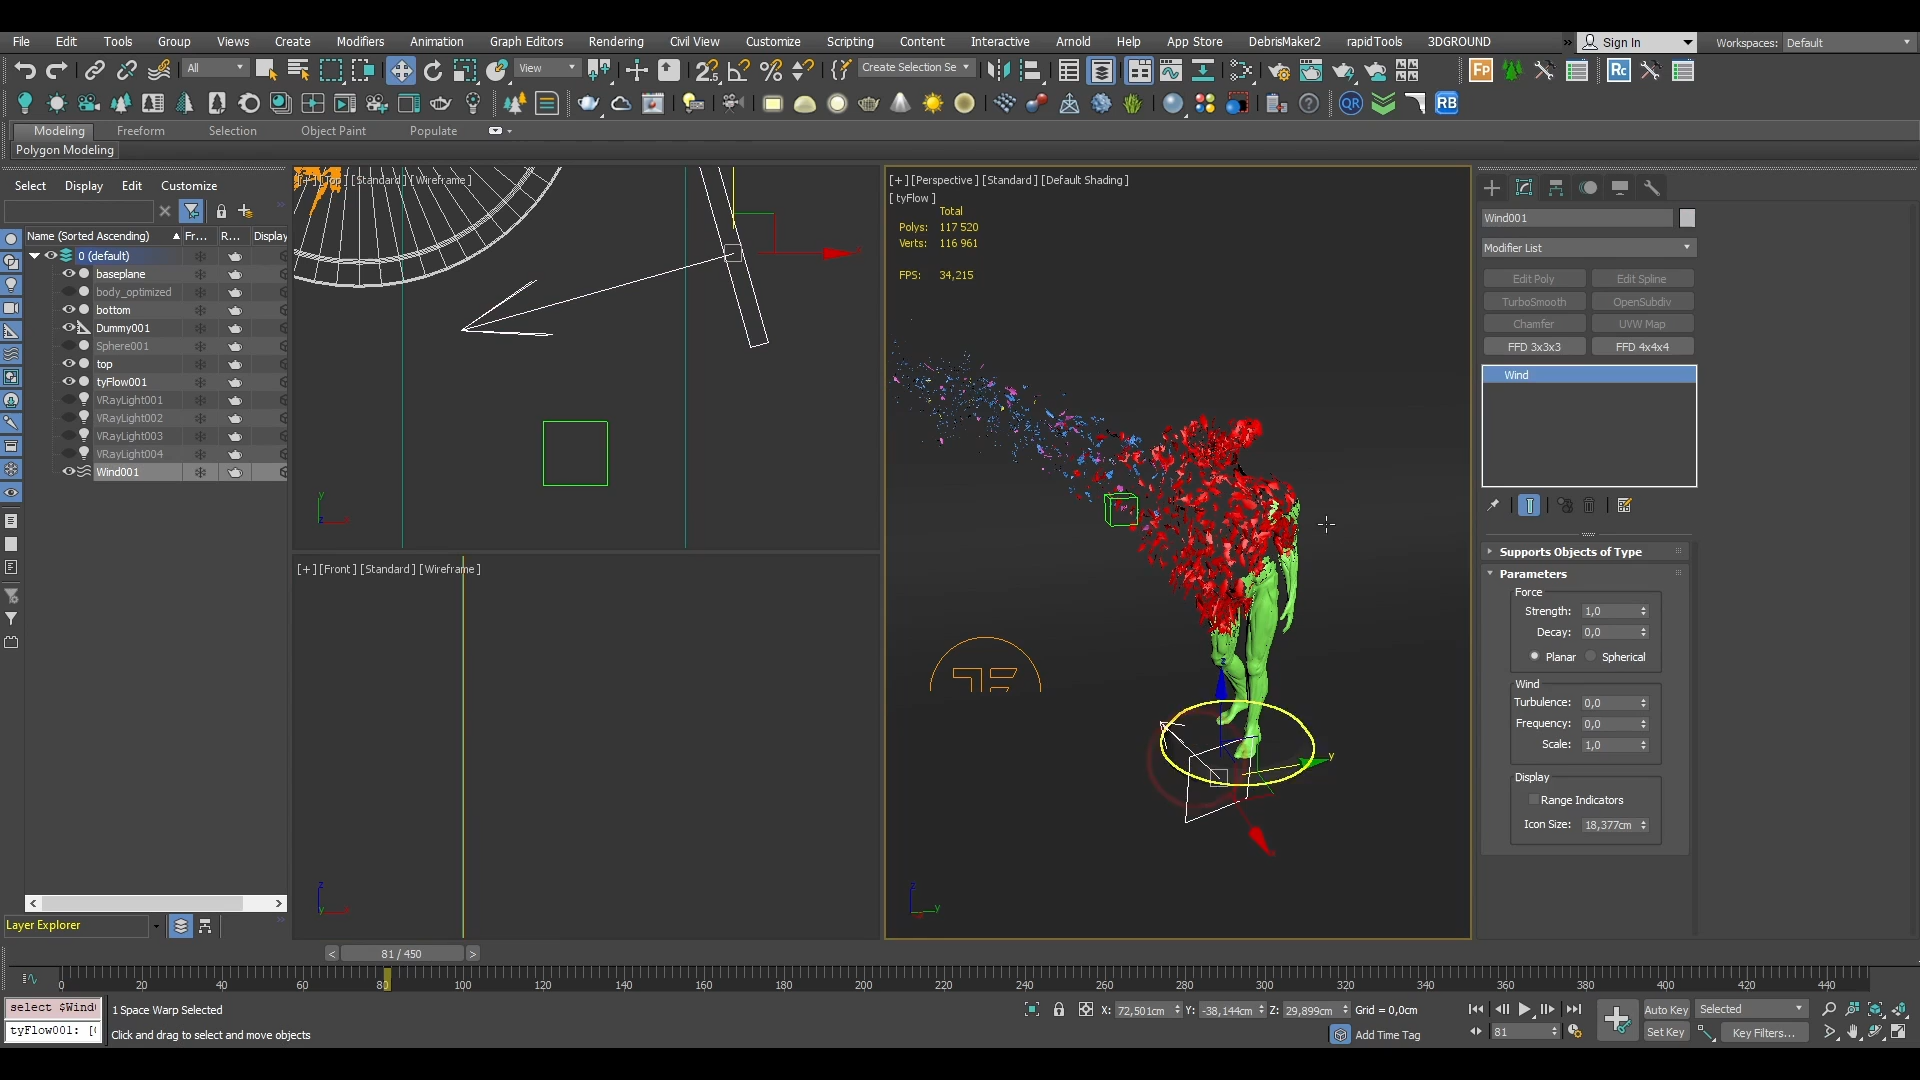 File Edit Tools Group Views Create Modifiers Animation Graph Editors Rendering Civil View Customize Scripting Content Interactive Arnold Help App Store DebrisMaker2 rapidTools 3DGROUND » Sign In Workspaces: Default
All View Create Selection Se Fp Rc
QR RB
Modeling Freeform Selection Object Paint Populate
Polygon Modeling
Select Display Edit Customize
Name (Sorted Ascending) Fr... R... Display
0 (default)
baseplane
body_optimized
bottom
Dummy001
Sphere001
top
tyFlow001
VRayLight001
VRayLight002
VRayLight003
VRayLight004
Wind001
Layer Explorer
[Standard ] [Wireframe ]
[+] [Front ] [Standard ] [Wireframe ]
[+] [Perspective ] [Standard ] [Default Shading ]
[ tyFlow ]
Total
Polys: 117 520
Verts: 116 961
FPS: 34,215
Wind001
Modifier List
Edit Poly Edit Spline
TurboSmooth OpenSubdiv
Chamfer UVW Map
FFD 3x3x3 FFD 4x4x4
Wind
Supports Objects of Type
Parameters
Force
Strength: 1,0
Decay: 0,0
Planar Spherical
Wind
Turbulence: 0,0
Frequency: 0,0
Scale: 1,0
Display
Range Indicators
Icon Size: 18,377cm
< 81 / 450 >
0 20 40 60 80 100 120 140 160 180 200 220 240 260 280 300 320 340 360 380 400 420 440
select $Wind 1 Space Warp Selected X: 72,501cm Y: -38,144cm Z: 29,899cm Grid = 0,0cm Auto Key Selected
tyFlow001: [ Click and drag to select and move objects Add Time Tag 81 Set Key Key Filters...